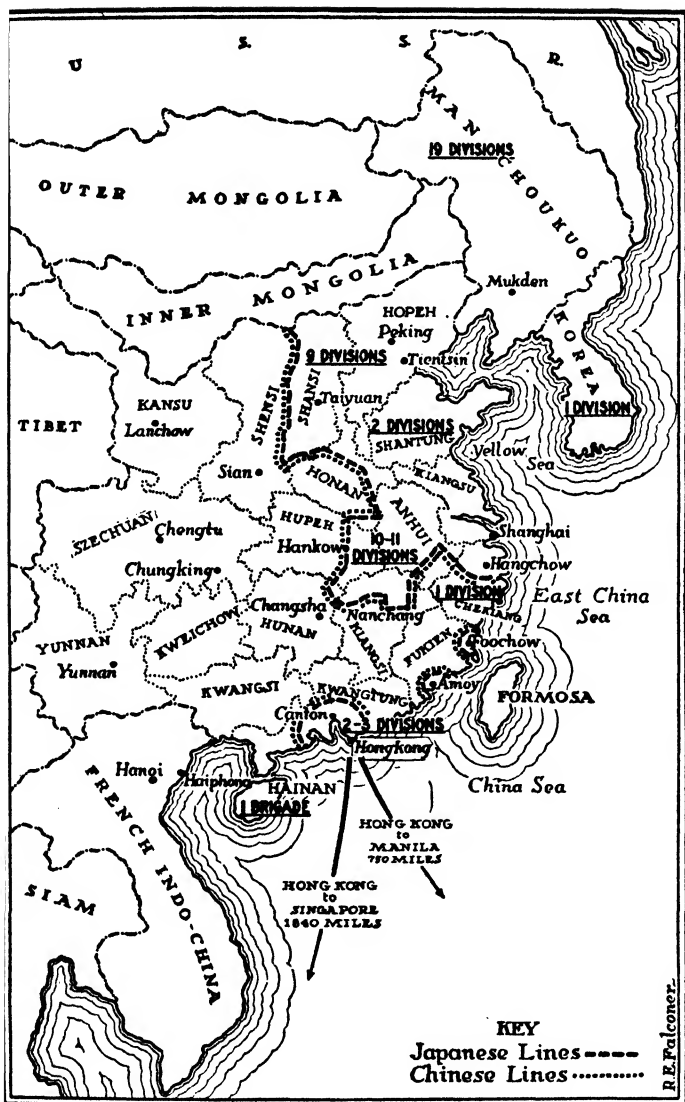 U. S. S. R.
MANCHOUKUO
19 DIVISIONS
OUTER MONGOLIA
INNER MONGOLIA
Mukden
HOPEH
Peking
Tientsin
KOREA
1 DIVISION
9 DIVISIONS
SHENSI
SHANSI
Taiyuan
KANSU
Lanchow
TIBET
2 DIVISIONS
SHANTUNG
Yellow Sea
Sian
HONAN
KIANGSU
ANHUI
SZECHUAN
Chengtu
Chungking
HUPEH
Hankow
10-11 DIVISIONS
Shanghai
Hangchow
1 DIVISION
CHEKIANG
East China Sea
Changsha
HUNAN
Nanchang
KIANGSI
FUKIEN
Foochow
YUNNAN
Yunnan
KWEICHOW
KWANGSI
KWANGTUNG
Amoy
FORMOSA
Canton
2-3 DIVISIONS
Hongkong
China Sea
Hanoi
Haiphong
HAINAN
1 BRIGADE
FRENCH INDO-CHINA
SIAM
HONG KONG
to
MANILA
750 MILES
HONG KONG
to
SINGAPORE
1840 MILES
KEY
Japanese Lines
Chinese Lines
R.E.Falconer